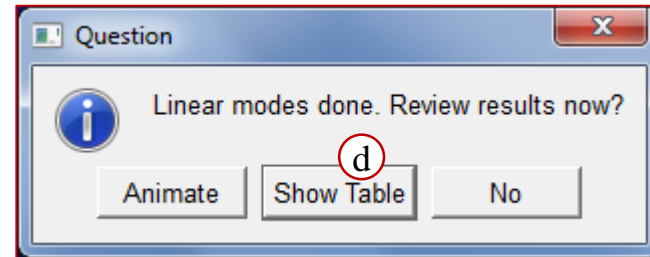 Question
X
Linear modes done. Review results now?
d
Animate Show Table No